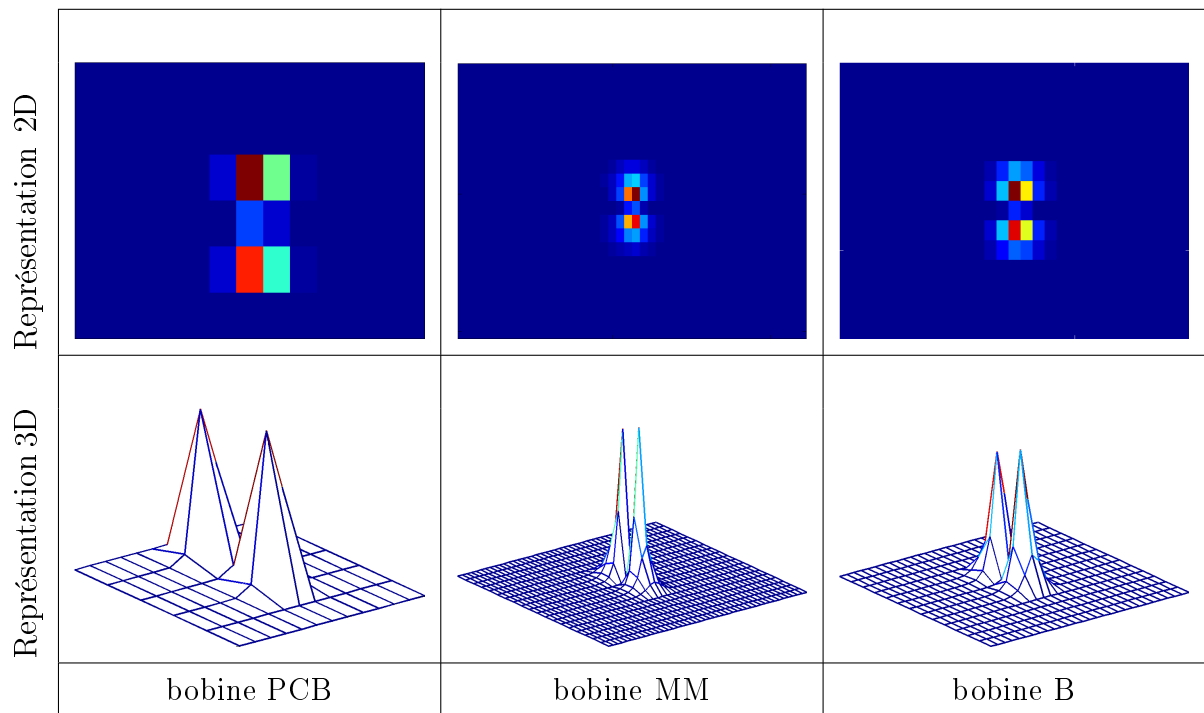 Représentation 2D
Représentation 3D
bobine PCB
bobine MM
bobine B